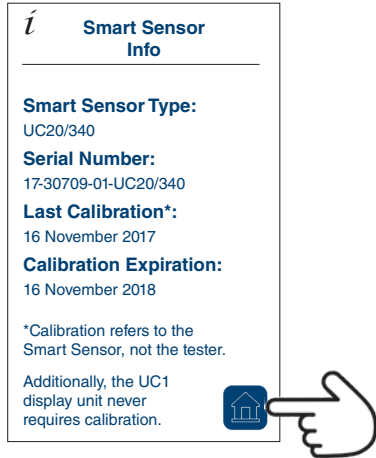 i
Smart Sensor
Info
Smart Sensor Type:
UC20/340
Serial Number:
17-30709-01-UC20/340
Last Calibration*:
16 November 2017
Calibration Expiration:
16 November 2018
*Calibration refers to the
Smart Sensor, not the tester.
Additionally, the UC1
display unit never
requires calibration.